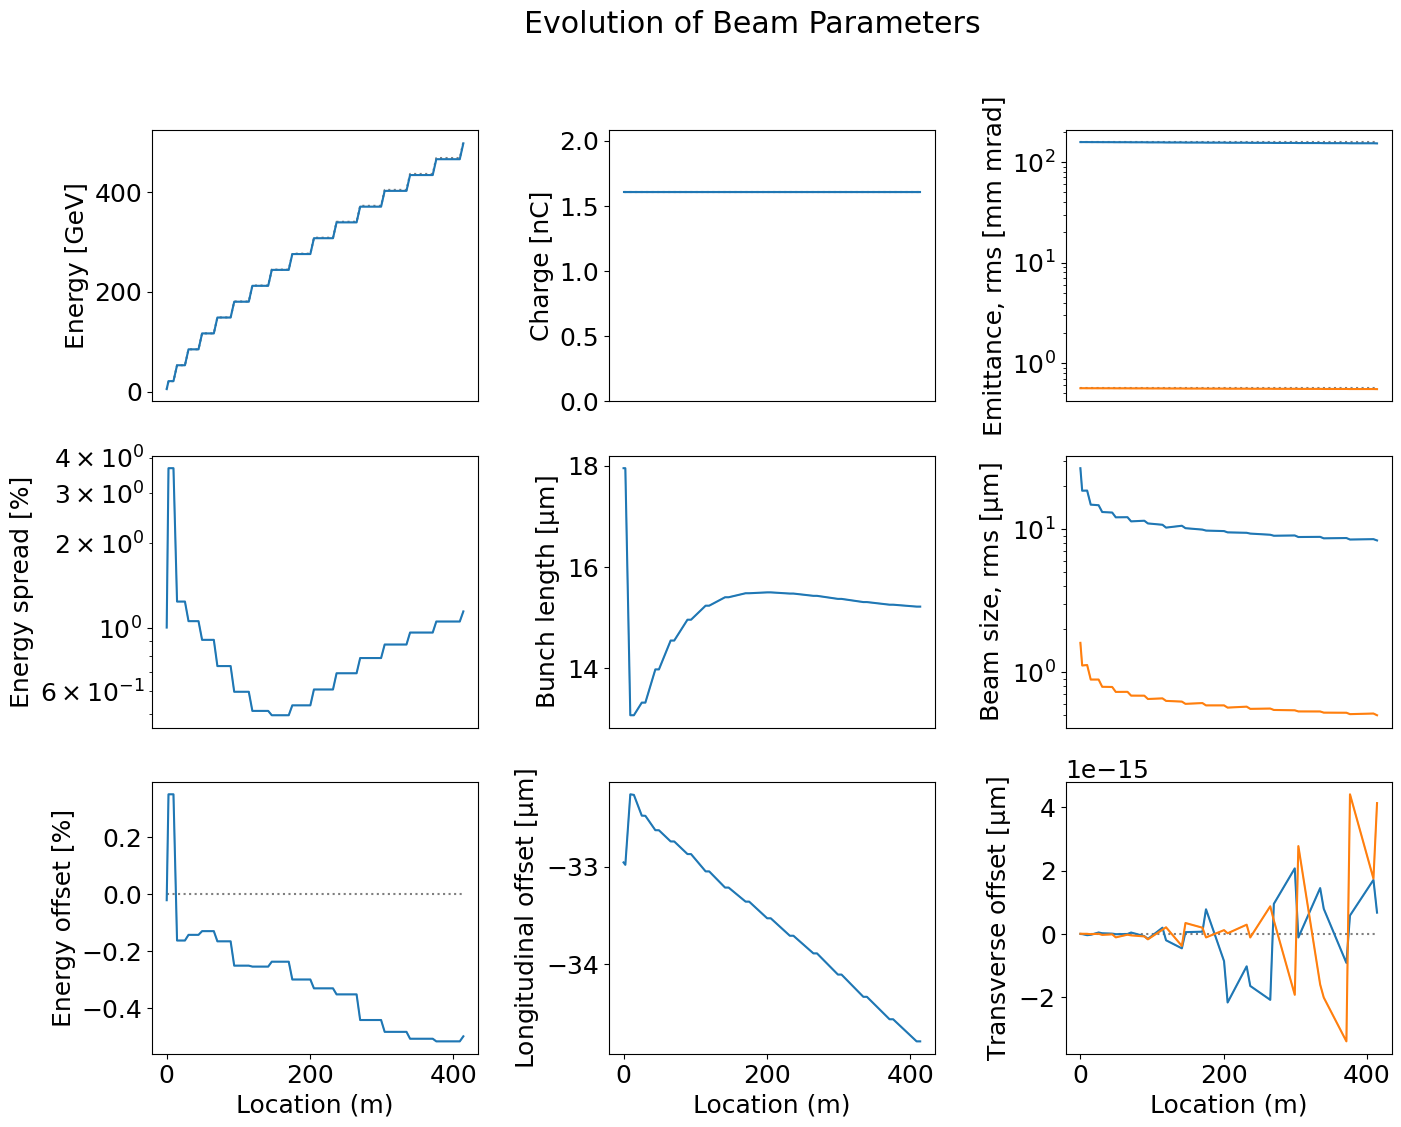 Evolution of Beam Parameters
Energy [GeV]
400
200
0
Charge [nC]
2.0
1.5
1.0
0.5
0.0
Emittance, rms [mm mrad]
10²
10¹
10⁰
Energy spread [%]
4 × 10⁰
3 × 10⁰
2 × 10⁰
10⁰
6 × 10⁻¹
Bunch length [μm]
18
16
14
Beam size, rms [μm]
10¹
10⁰
Energy offset [%]
0.2
0.0
−0.2
−0.4
0
200
400
Location (m)
Longitudinal offset [μm]
−33
−34
0
200
400
Location (m)
1e−15
Transverse offset [μm]
4
2
0
−2
0
200
400
Location (m)